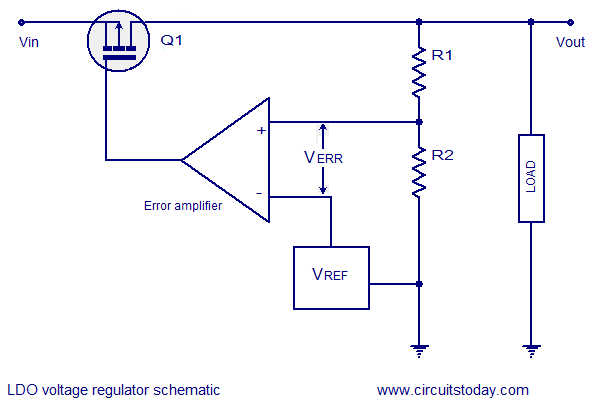 Vin
Q1
R1
Vout
+
VERR
R2
LOAD
-
Error amplifier
VREF
LDO voltage regulator schematic
www.circuitstoday.com